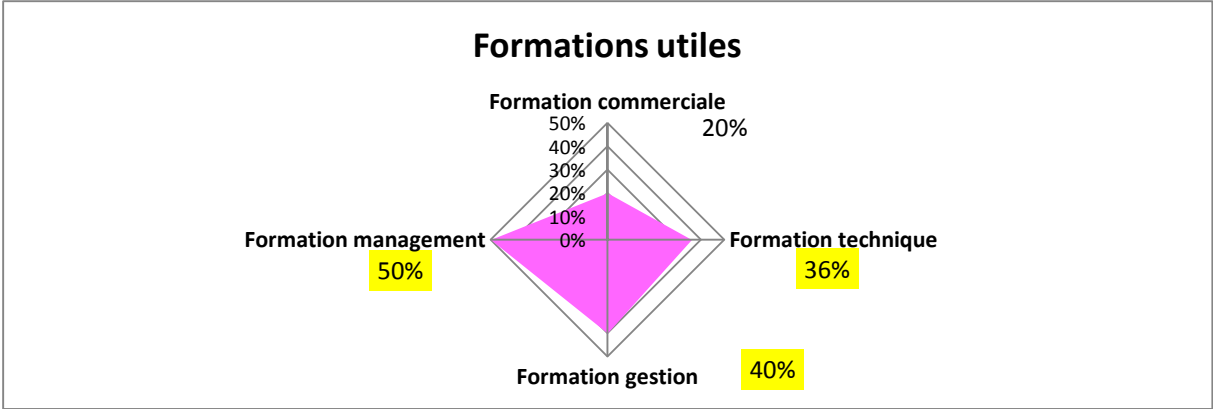 Formations utiles
Formation commerciale
50%
20%
40%
30%
20%
10%
Formation management
0%
Formation technique
50%
36%
Formation gestion
40%